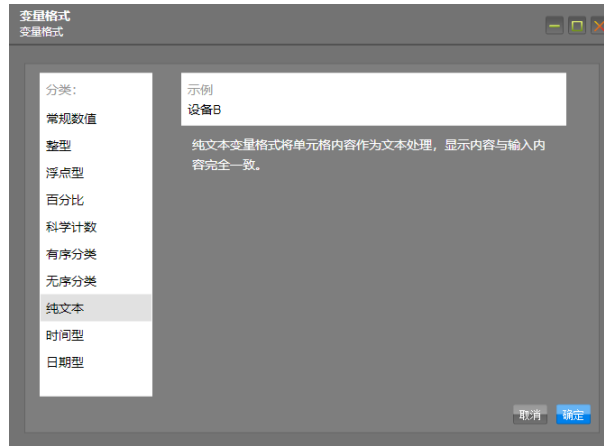 变量格式
变量格式
分类:
常规数值
整型
浮点型
百分比
科学计数
有序分类
无序分类
纯文本
时间型
日期型
示例
设备B
纯文本变量格式将单元格内容作为文本处理，显示内容与输入内
容完全一致。
取消
确定